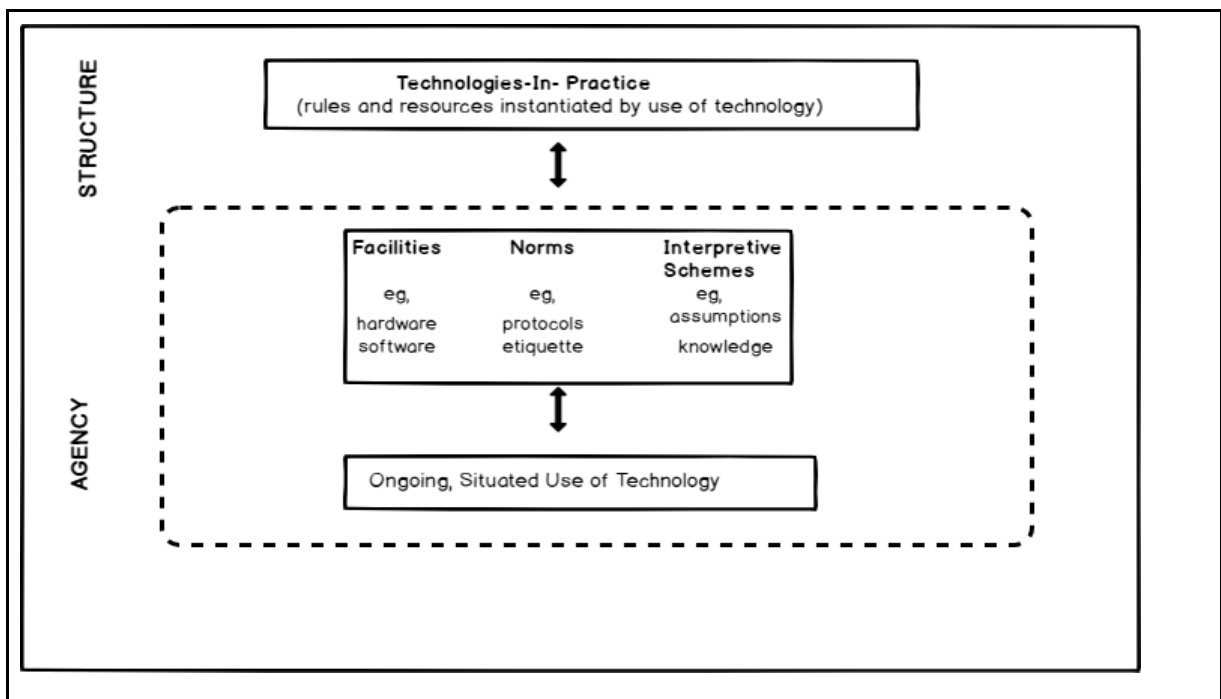 STRUCTURE
Technologies-In- Practice
(rules and resources instantiated by use of technology)
Facilities
eg,
hardware
software
Norms
eg,
protocols
etiquette
Interpretive
Schemes
eg,
assumptions
knowledge
AGENCY
Ongoing, Situated Use of Technology